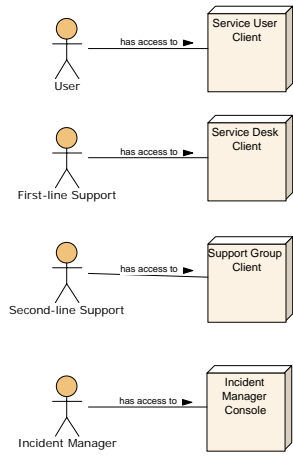 Service User
Client
has access to
User
Service Desk
Client
has access to
First-line Support
Support Group
Client
has access to
Second-line Support
Incident
Manager
Console
has access to
Incident Manager